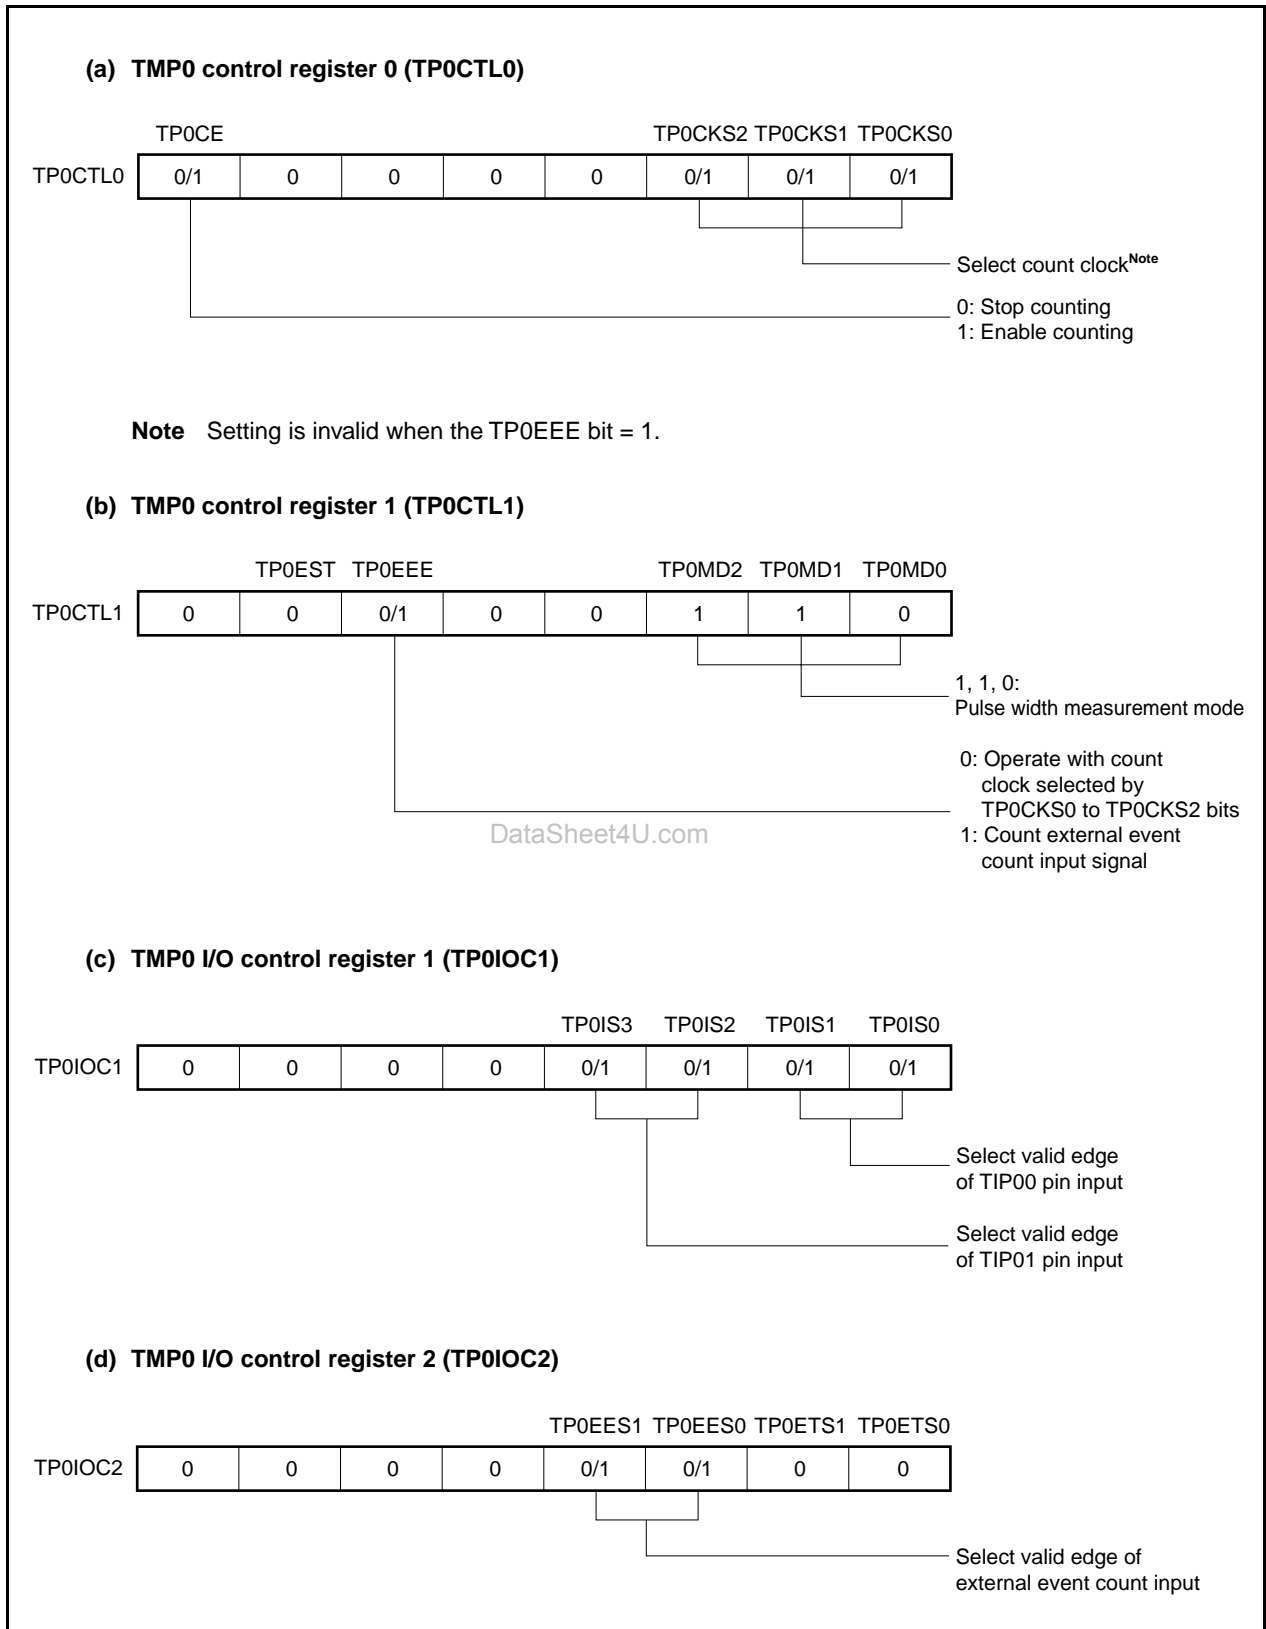 (a) TMP0 control register 0 (TP0CTL0)
TP0CE TP0CKS2 TP0CKS1 TP0CKS0
TP0CTL0 0/1 0 0 0 0 0/1 0/1 0/1
Select count clockNote
0: Stop counting
1: Enable counting
Note Setting is invalid when the TP0EEE bit = 1.
(b) TMP0 control register 1 (TP0CTL1)
TP0EST TP0EEE TP0MD2 TP0MD1 TP0MD0
TP0CTL1 0 0 0/1 0 0 1 1 0
1, 1, 0:
Pulse width measurement mode
0: Operate with count
clock selected by
TP0CKS0 to TP0CKS2 bits
1: Count external event
count input signal
DataSheet4U.com
(c) TMP0 I/O control register 1 (TP0IOC1)
TP0IS3 TP0IS2 TP0IS1 TP0IS0
TP0IOC1 0 0 0 0 0/1 0/1 0/1 0/1
Select valid edge
of TIP00 pin input
Select valid edge
of TIP01 pin input
(d) TMP0 I/O control register 2 (TP0IOC2)
TP0EES1 TP0EES0 TP0ETS1 TP0ETS0
TP0IOC2 0 0 0 0 0/1 0/1 0 0
Select valid edge of
external event count input